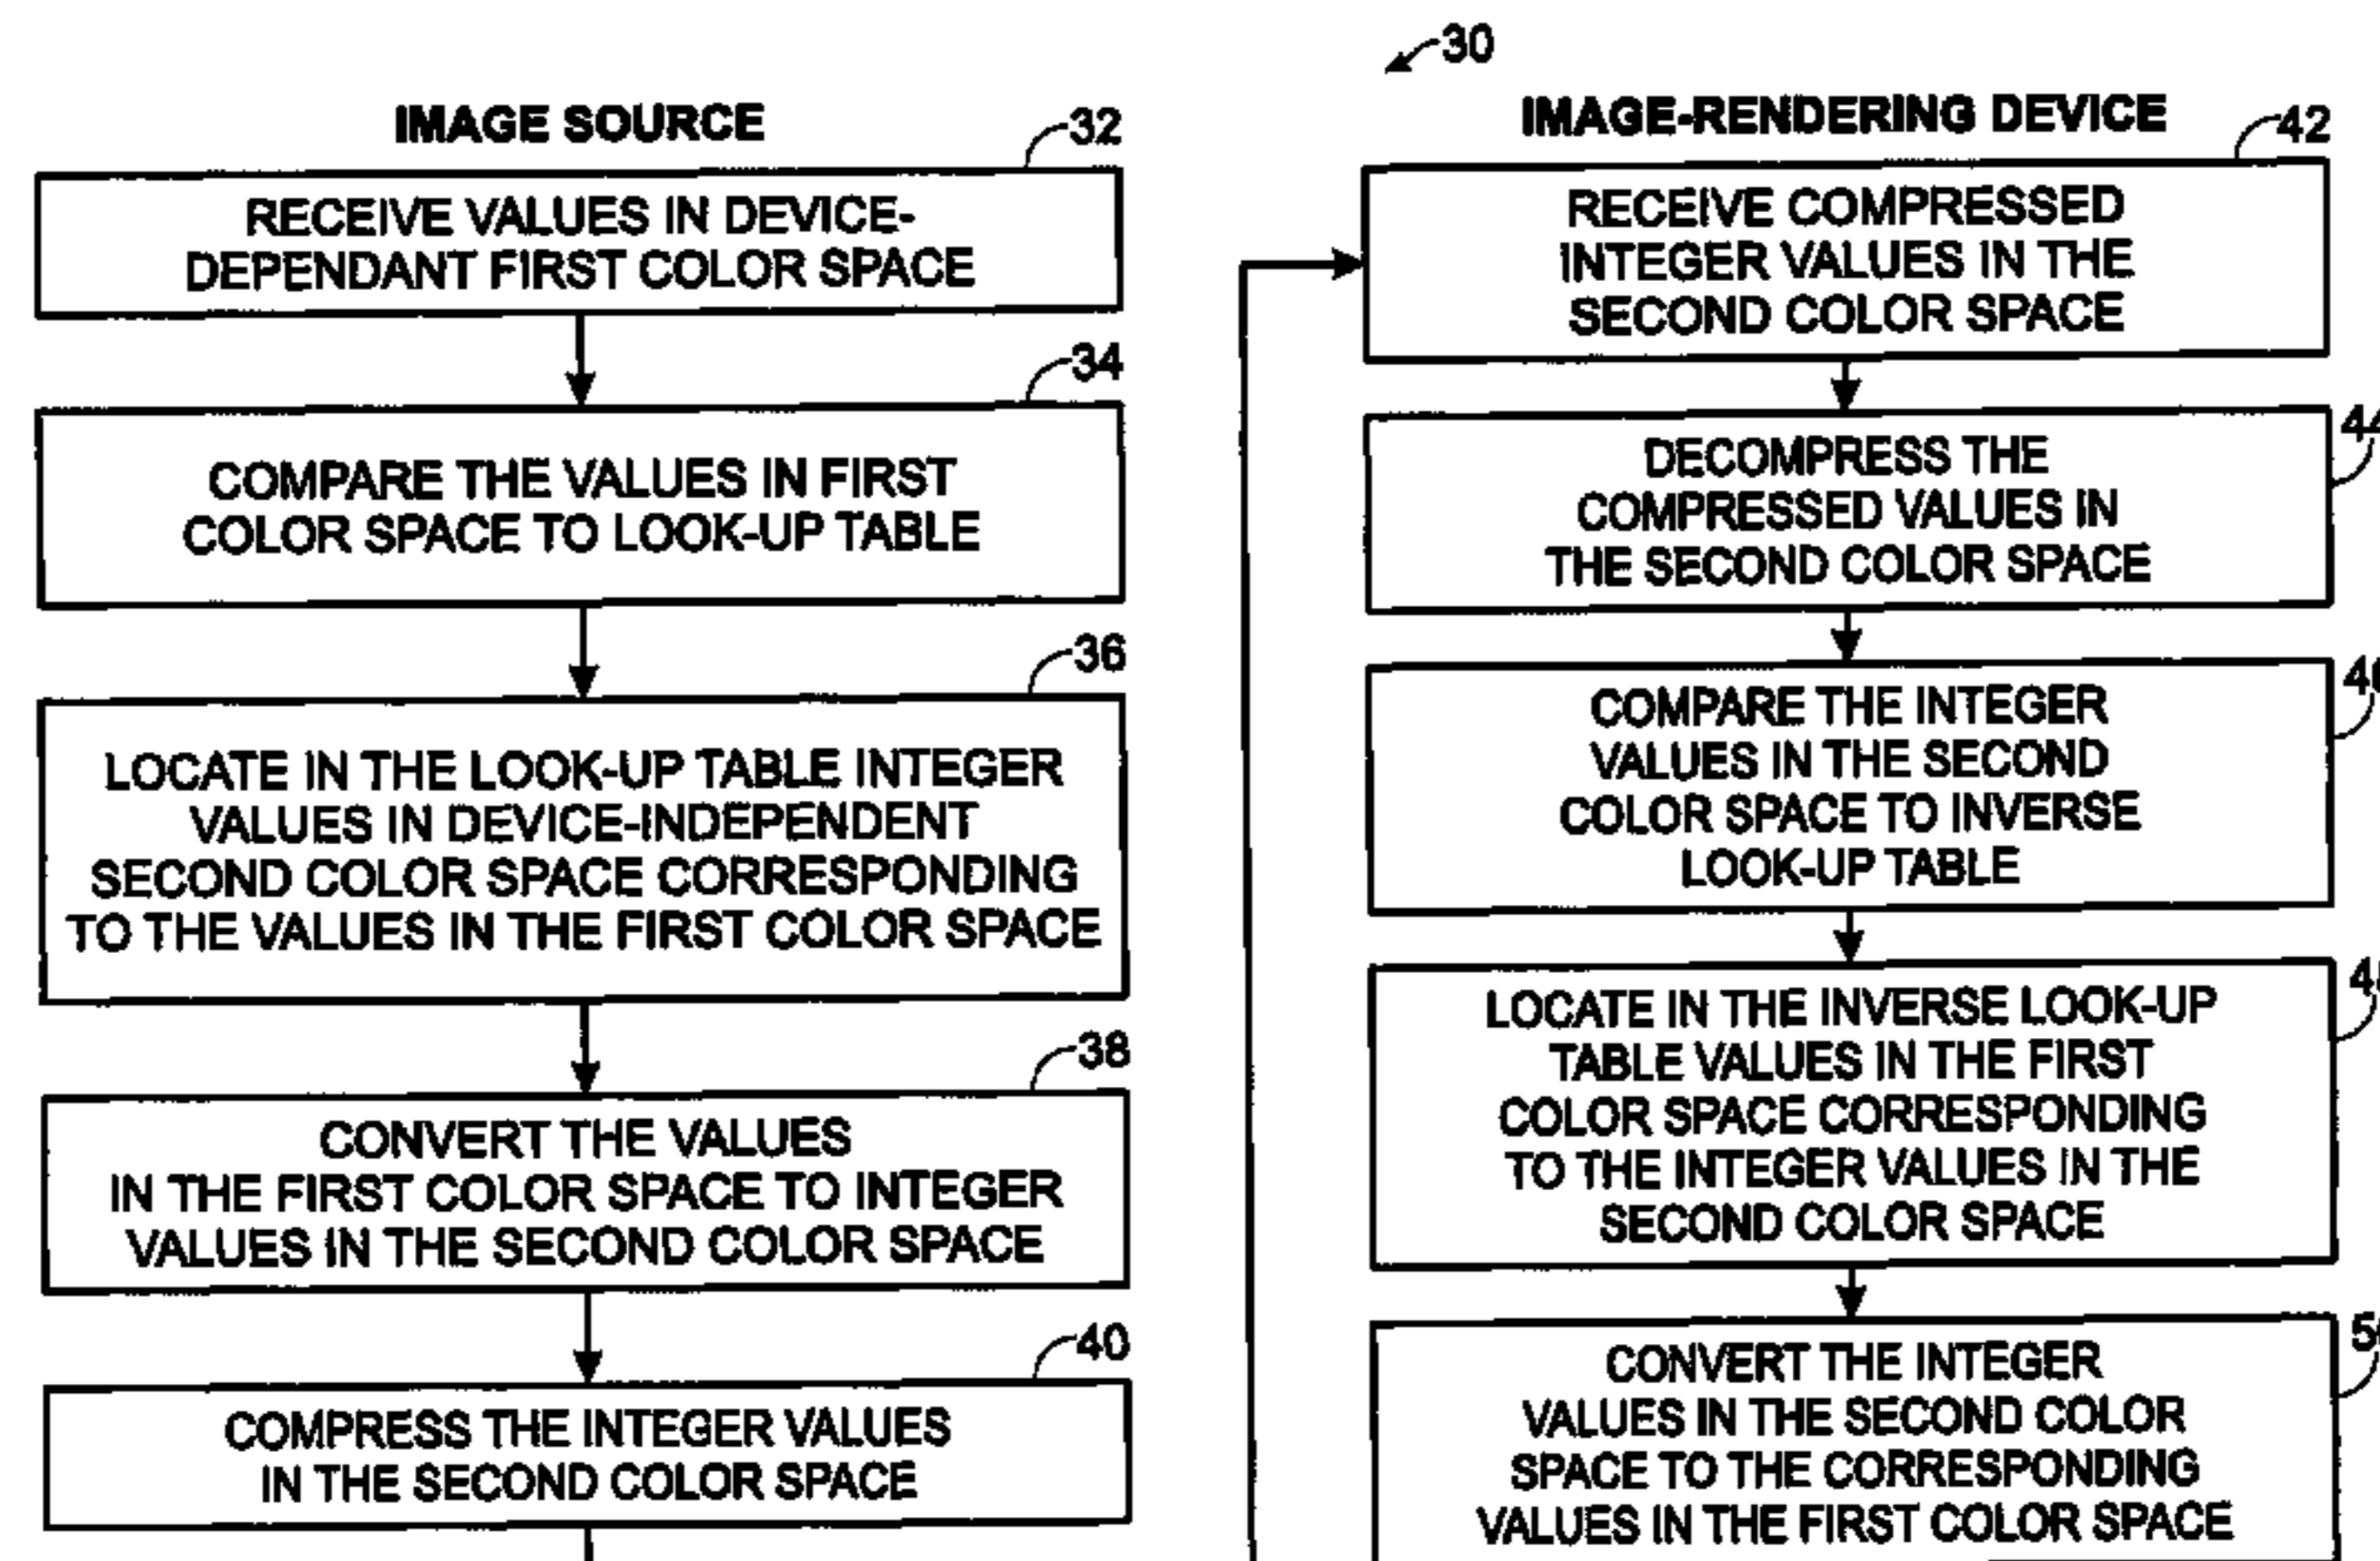 30
IMAGE SOURCE
32
RECEIVE VALUES IN DEVICE-
DEPENDANT FIRST COLOR SPACE
34
COMPARE THE VALUES IN FIRST
COLOR SPACE TO LOOK-UP TABLE
36
LOCATE IN THE LOOK-UP TABLE INTEGER
VALUES IN DEVICE-INDEPENDENT
SECOND COLOR SPACE CORRESPONDING
TO THE VALUES IN THE FIRST COLOR SPACE
38
CONVERT THE VALUES
IN THE FIRST COLOR SPACE TO INTEGER
VALUES IN THE SECOND COLOR SPACE
40
COMPRESS THE INTEGER VALUES
IN THE SECOND COLOR SPACE
IMAGE-RENDERING DEVICE
42
RECEIVE COMPRESSED
INTEGER VALUES IN THE
SECOND COLOR SPACE
44
DECOMPRESS THE
COMPRESSED VALUES IN
THE SECOND COLOR SPACE
COMPARE THE INTEGER
VALUES IN THE SECOND
COLOR SPACE TO INVERSE
LOOK-UP TABLE
LOCATE IN THE INVERSE LOOK-UP
TABLE VALUES IN THE FIRST
COLOR SPACE CORRESPONDING
TO THE INTEGER VALUES IN THE
SECOND COLOR SPACE
CONVERT THE INTEGER
VALUES IN THE SECOND COLOR
SPACE TO THE CORRESPONDING
VALUES IN THE FIRST COLOR SPACE